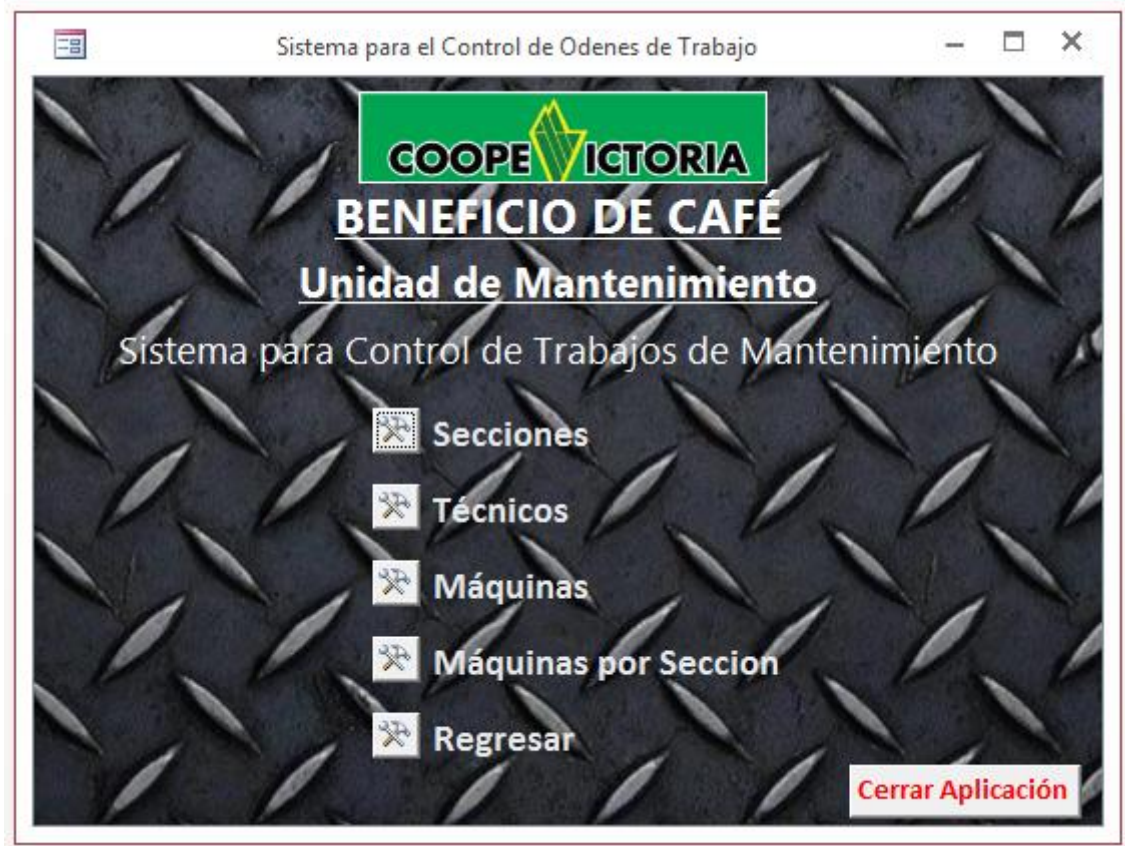 Sistema para el Control de Odenes de Trabajo
COOPEVICTORIA
BENEFICIO DE CAFÉ
Unidad de Mantenimiento
Sistema para Control de Trabajos de Mantenimiento
Secciones
Técnicos
Máquinas
Máquinas por Seccion
Regresar
Cerrar Aplicación